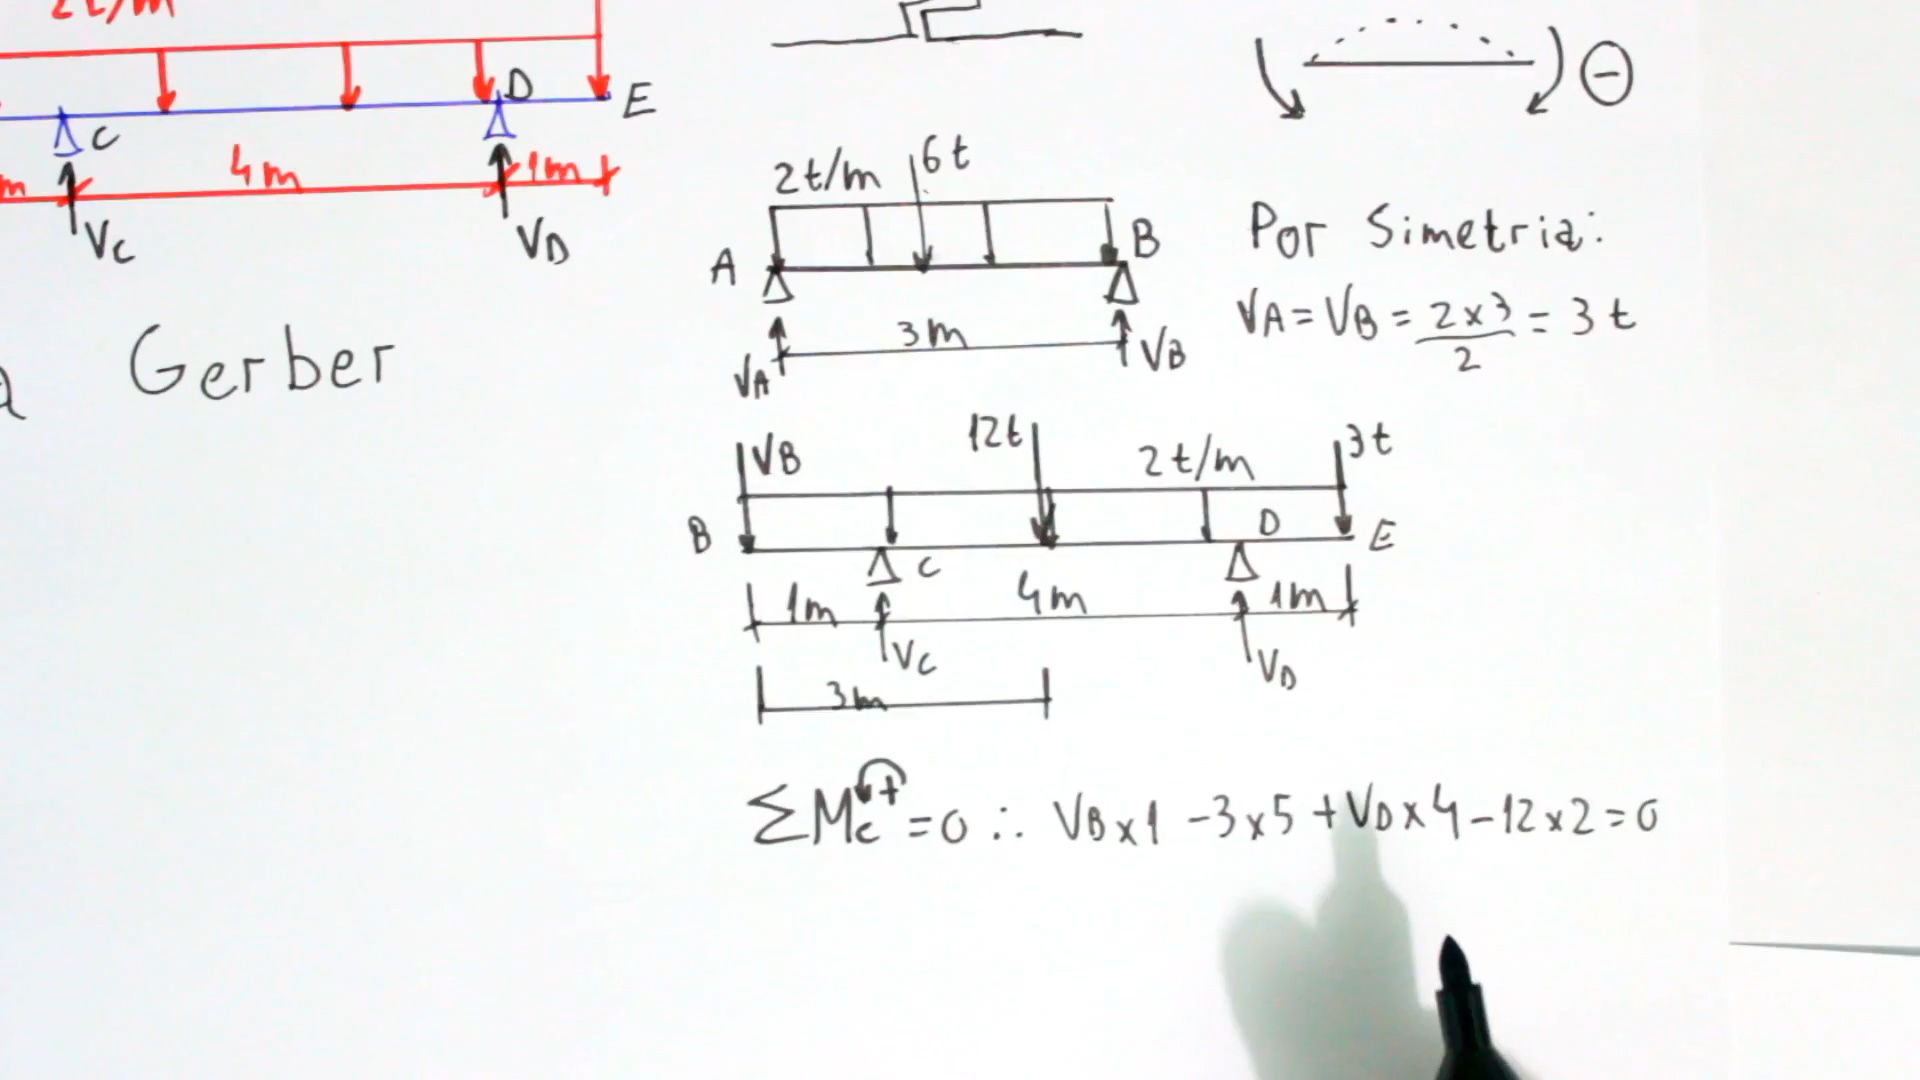 2t/m
D
E
C
4m
1m
m
VC
VD
Gerber
⊖
2t/m
6t
A
B
3m
VA
VB
Por Simetria:
VA = VB = 2x3/2 = 3t
VB
12t
2t/m
3t
B
C
D
E
1m
4m
1m
VC
VD
3m
ΣMc + = 0 ∴ VB x 1 - 3 x 5 + VD x 4 - 12 x 2 = 0